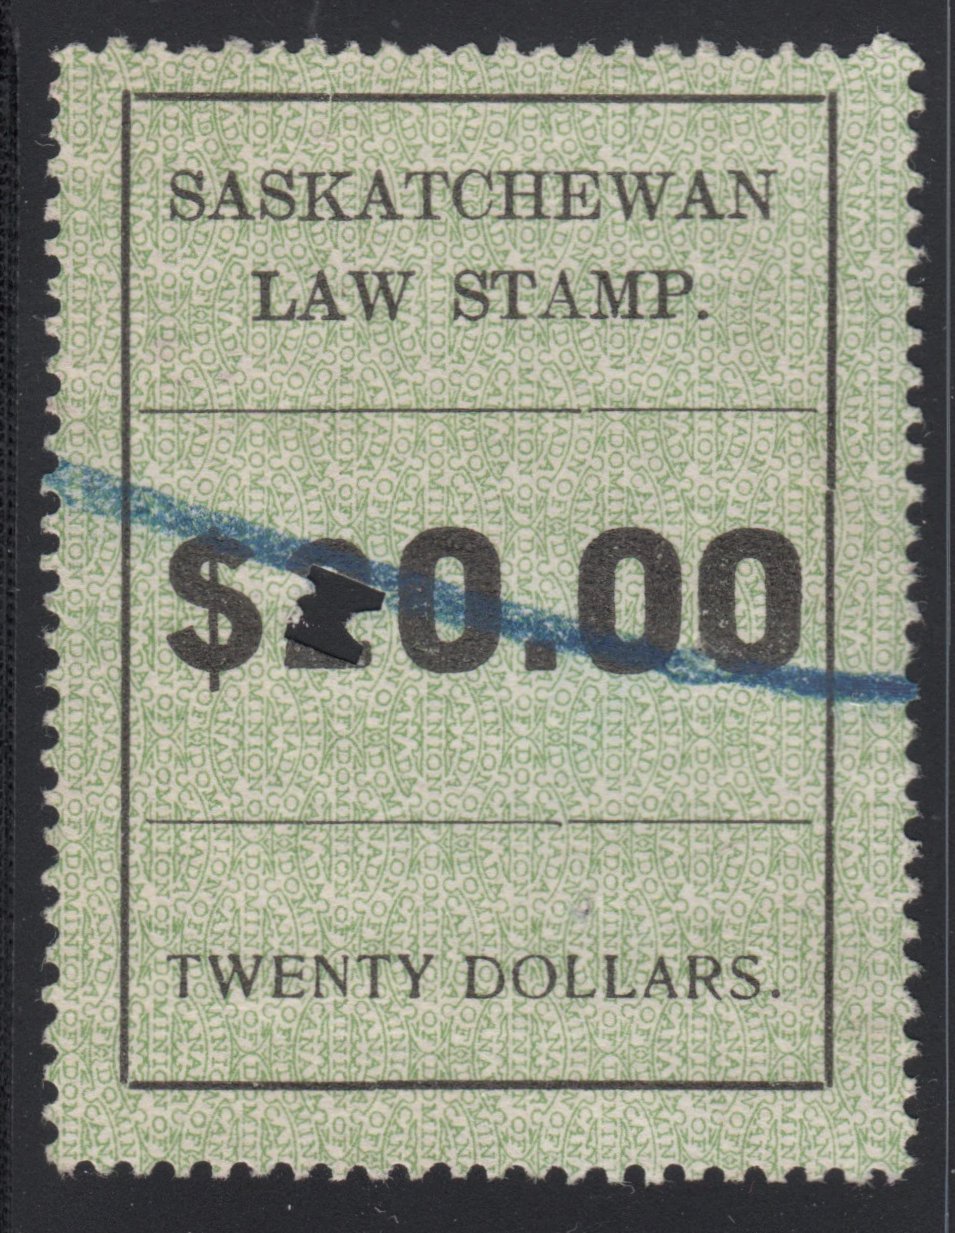 SASKATCHEWAN
LAW STAMP.
$20.00
TWENTY DOLLARS.